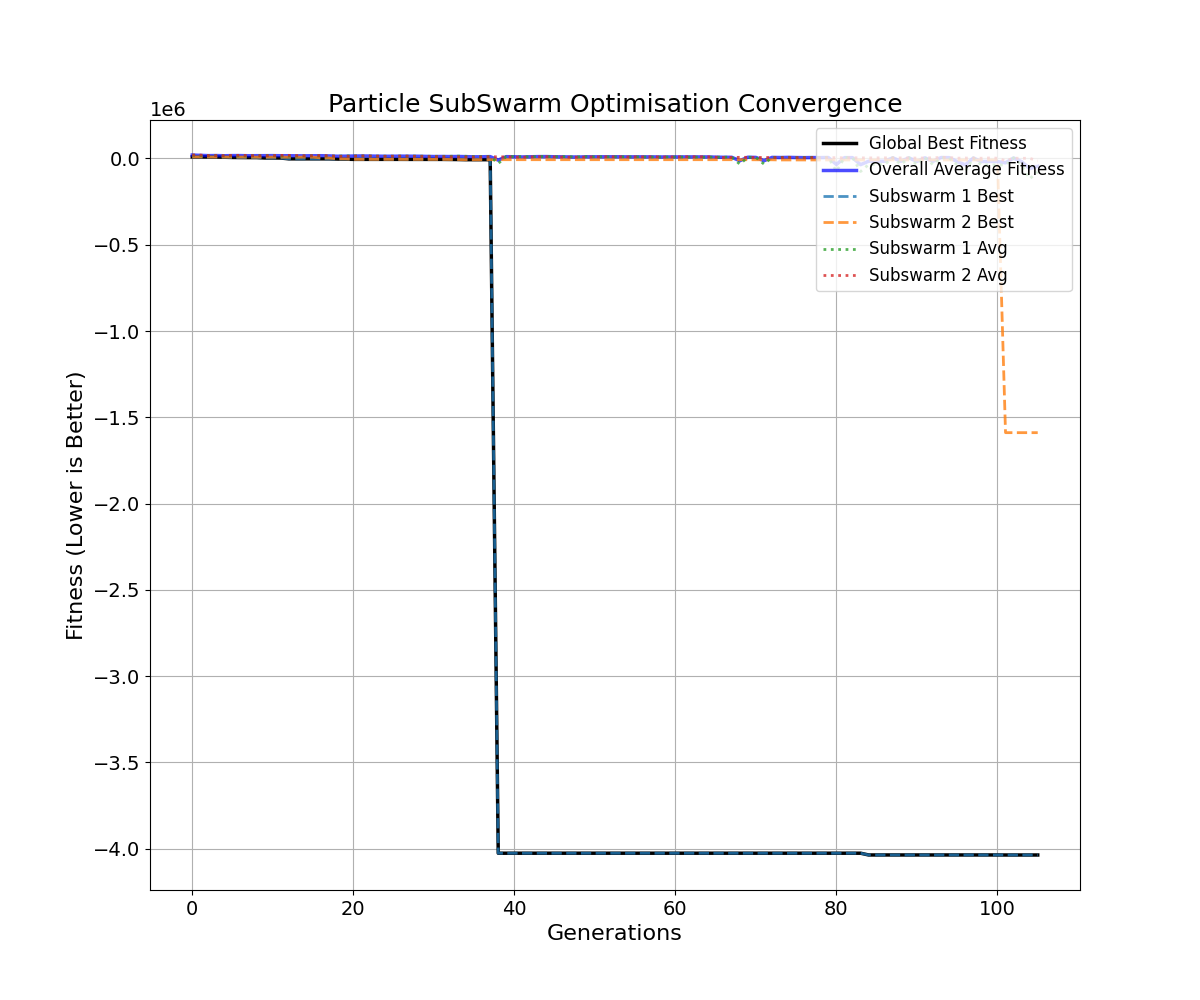 Particle SubSwarm Optimisation Convergence
1e6
Global Best Fitness
Overall Average Fitness
Subswarm 1 Best
Subswarm 2 Best
Subswarm 1 Avg
Subswarm 2 Avg
0.0
−0.5
−1.0
−1.5
−2.0
−2.5
−3.0
−3.5
−4.0
Fitness (Lower is Better)
0 20 40 60 80 100
Generations